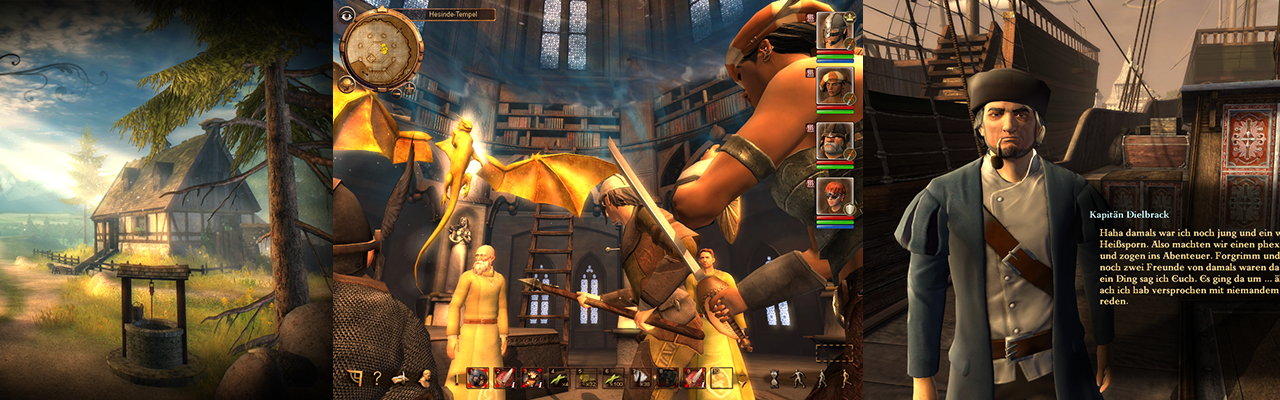 Hesinde-Tempel
Kapitän Dielbrack
Haha damals war ich noch jung und ein w
Heißsporn. Also machten wir einen phex
und zogen ins Abenteuer. Forgrimm und
noch zwei Freunde von damals waren da
ein Ding sag ich Euch. Es ging da um ... ä
ach ich hab versprochen mit niemandem
reden.